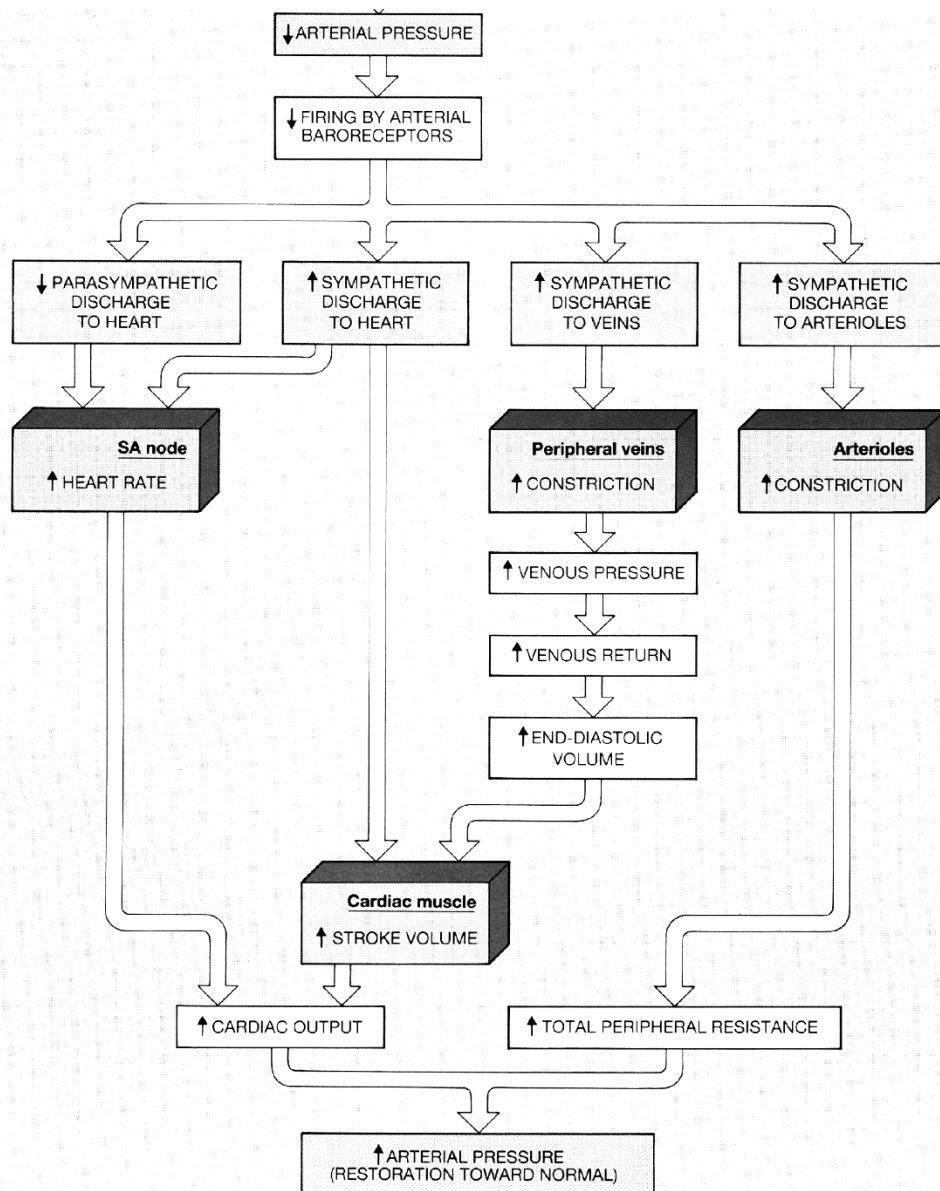 ↓ARTERIAL PRESSURE
↓FIRING BY ARTERIAL
BARORECEPTORS
↓PARASYMPATHETIC
DISCHARGE
TO HEART
↑SYMPATHETIC
DISCHARGE
TO HEART
↑SYMPATHETIC
DISCHARGE
TO VEINS
↑SYMPATHETIC
DISCHARGE
TO ARTERIOLES
SA node
↑HEART RATE
Peripheral veins
↑CONSTRICTION
Arterioles
↑CONSTRICTION
↑VENOUS PRESSURE
↑VENOUS RETURN
↑END-DIASTOLIC
VOLUME
Cardiac muscle
↑STROKE VOLUME
↑CARDIAC OUTPUT
↑TOTAL PERIPHERAL RESISTANCE
↑ARTERIAL PRESSURE
(RESTORATION TOWARD NORMAL)